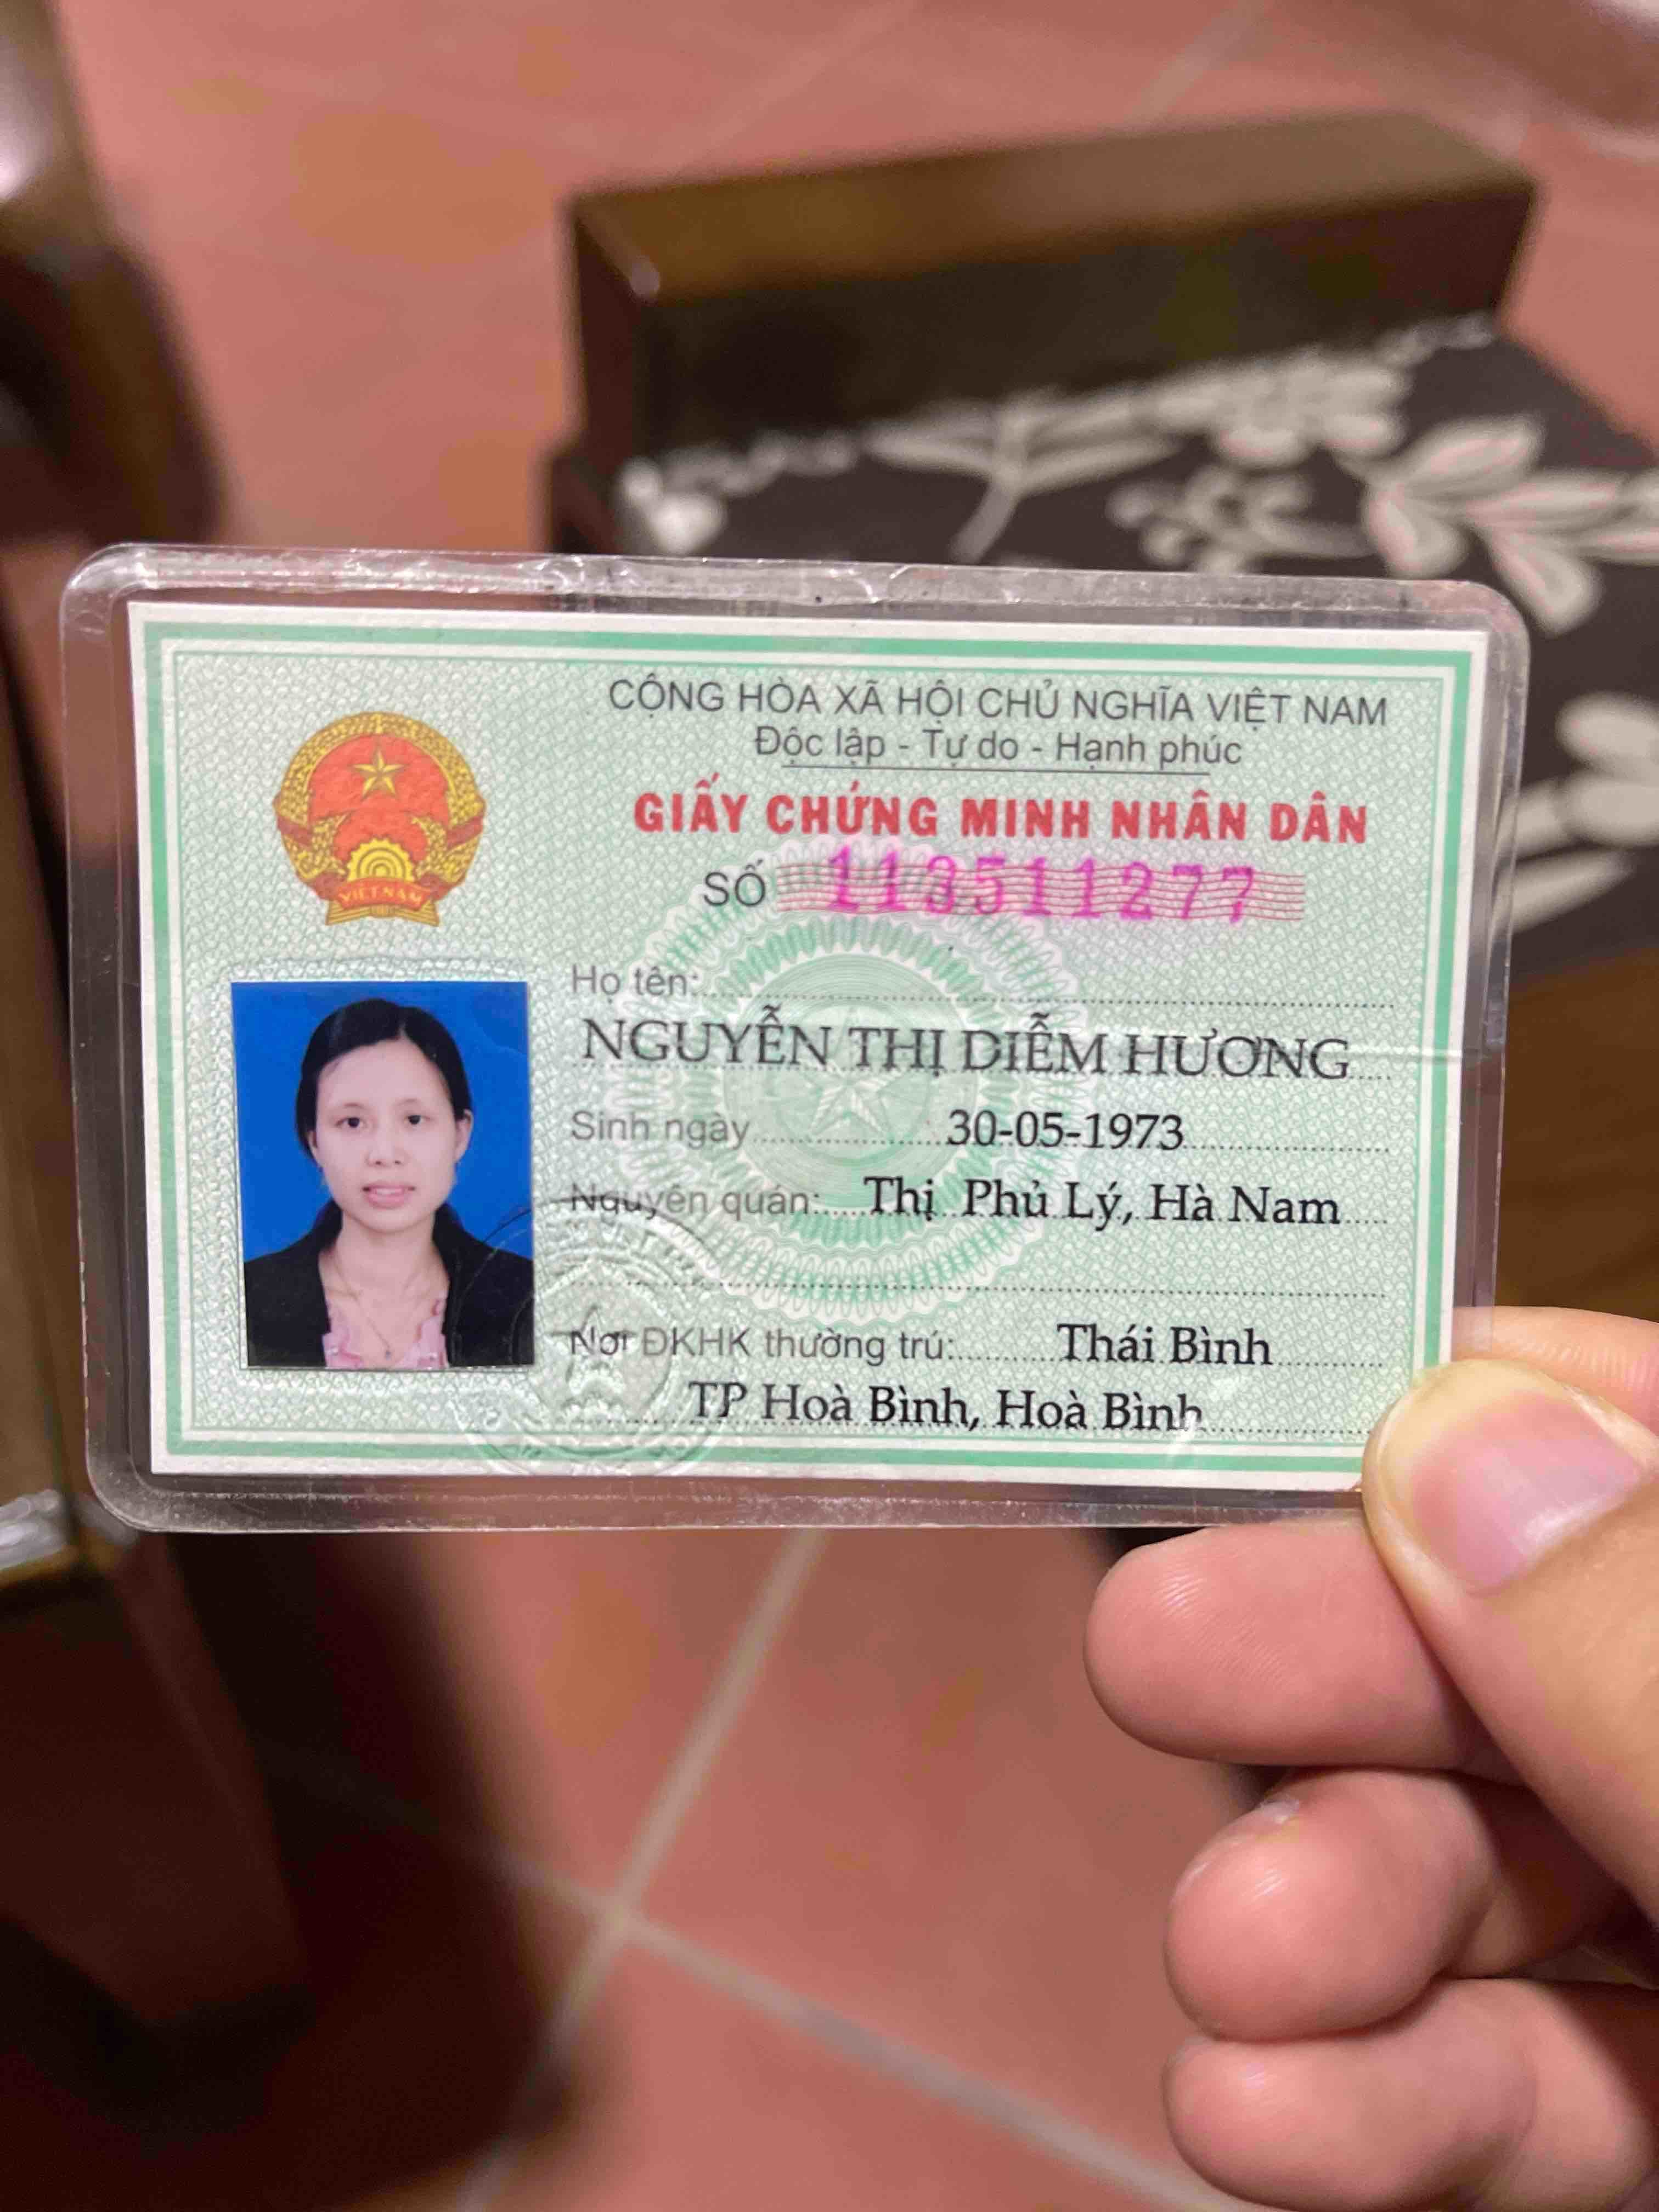 CỘNG HÒA XÃ HỘI CHỦ NGHĨA VIỆT NAM
Độc lập - Tự do - Hạnh phúc
GIẤY CHỨNG MINH NHÂN DÂN
SỐ 113511277
VIỆT NAM
Họ tên:
NGUYỄN THỊ DIỄM HƯƠNG
Sinh ngày 30-05-1973
Nguyên quán: Thị Phủ Lý, Hà Nam
Nơi ĐKHK thường trú: Thái Bình
TP Hoà Bình, Hoà Bình